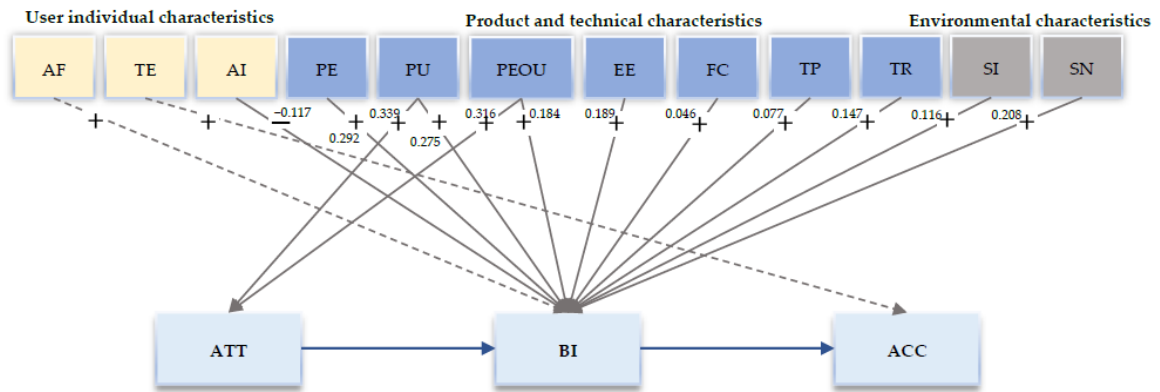 User individual characteristics Product and technical characteristics Environmental characteristics
AF TE AI PE PU PEOU EE FC TP TR SI SN
−0.117 0.339 0.316 0.184 0.189 0.046 0.077 0.147 0.116 0.208
+ + − + + + + + + + + + + + +
0.292 0.275
ATT BI ACC